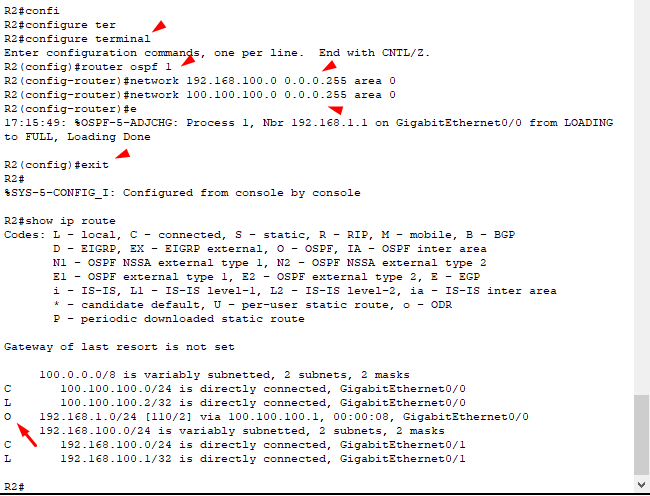 R2#confi
R2#configure ter
R2#configure terminal
Enter configuration commands, one per line.  End with CNTL/Z.
R2(config)#router ospf 1
R2(config-router)#network 192.168.100.0 0.0.0.255 area 0
R2(config-router)#network 100.100.100.0 0.0.0.255 area 0
R2(config-router)#e
17:15:49: %OSPF-5-ADJCHG: Process 1, Nbr 192.168.1.1 on GigabitEthernet0/0 from LOADING
to FULL, Loading Done
R2(config)#exit
R2#
%SYS-5-CONFIG_I: Configured from console by console
R2#show ip route
Codes: L - local, C - connected, S - static, R - RIP, M - mobile, B - BGP
       D - EIGRP, EX - EIGRP external, O - OSPF, IA - OSPF inter area
       N1 - OSPF NSSA external type 1, N2 - OSPF NSSA external type 2
       E1 - OSPF external type 1, E2 - OSPF external type 2, E - EGP
       i - IS-IS, L1 - IS-IS level-1, L2 - IS-IS level-2, ia - IS-IS inter area
       * - candidate default, U - per-user static route, o - ODR
       P - periodic downloaded static route
Gateway of last resort is not set
     100.0.0.0/8 is variably subnetted, 2 subnets, 2 masks
C       100.100.100.0/24 is directly connected, GigabitEthernet0/0
L       100.100.100.2/32 is directly connected, GigabitEthernet0/0
O    192.168.1.0/24 [110/2] via 100.100.100.1, 00:00:08, GigabitEthernet0/0
     192.168.100.0/24 is variably subnetted, 2 subnets, 2 masks
C       192.168.100.0/24 is directly connected, GigabitEthernet0/1
L       192.168.100.1/32 is directly connected, GigabitEthernet0/1
R2#